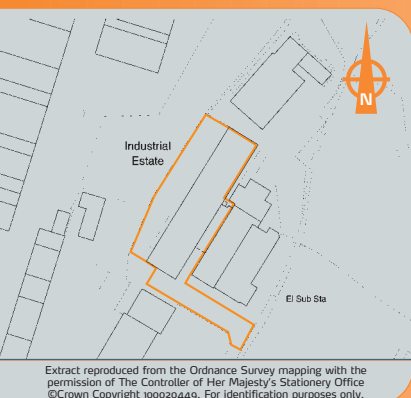 N
Industrial
Estate
El Sub Sta
Extract reproduced from the Ordnance Survey mapping with the
permission of The Controller of Her Majesty's Stationery Office
©Crown Copyright 100020449. For identification purposes only.